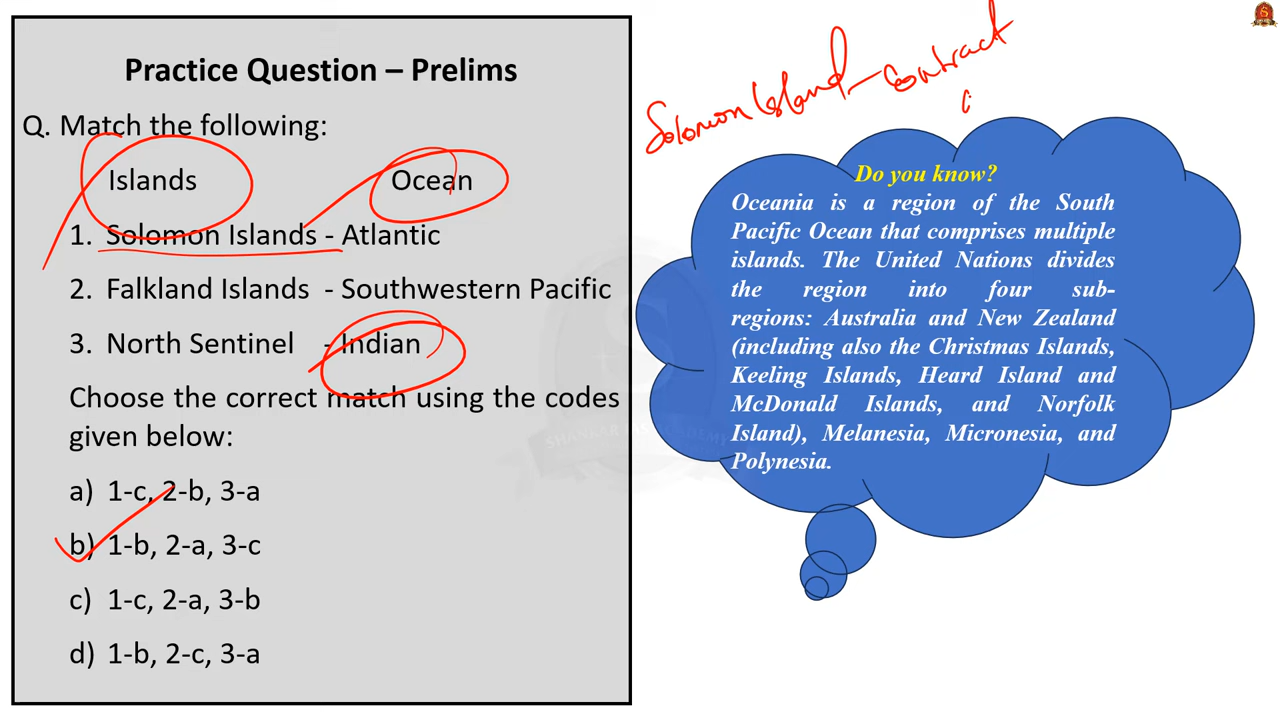 Practice Question – Prelims
Q. Match the following:
Islands Ocean
1. Solomon Islands - Atlantic
2. Falkland Islands - Southwestern Pacific
3. North Sentinel - Indian
Choose the correct match using the codes
given below:
a) 1-c, 2-b, 3-a
b) 1-b, 2-a, 3-c
c) 1-c, 2-a, 3-b
d) 1-b, 2-c, 3-a
Solomon Island – Contract
Do you know?
Oceania is a region of the South
Pacific Ocean that comprises multiple
islands. The United Nations divides
the region into four sub-
regions: Australia and New Zealand
(including also the Christmas Islands,
Keeling Islands, Heard Island and
McDonald Islands, and Norfolk
Island), Melanesia, Micronesia, and
Polynesia.